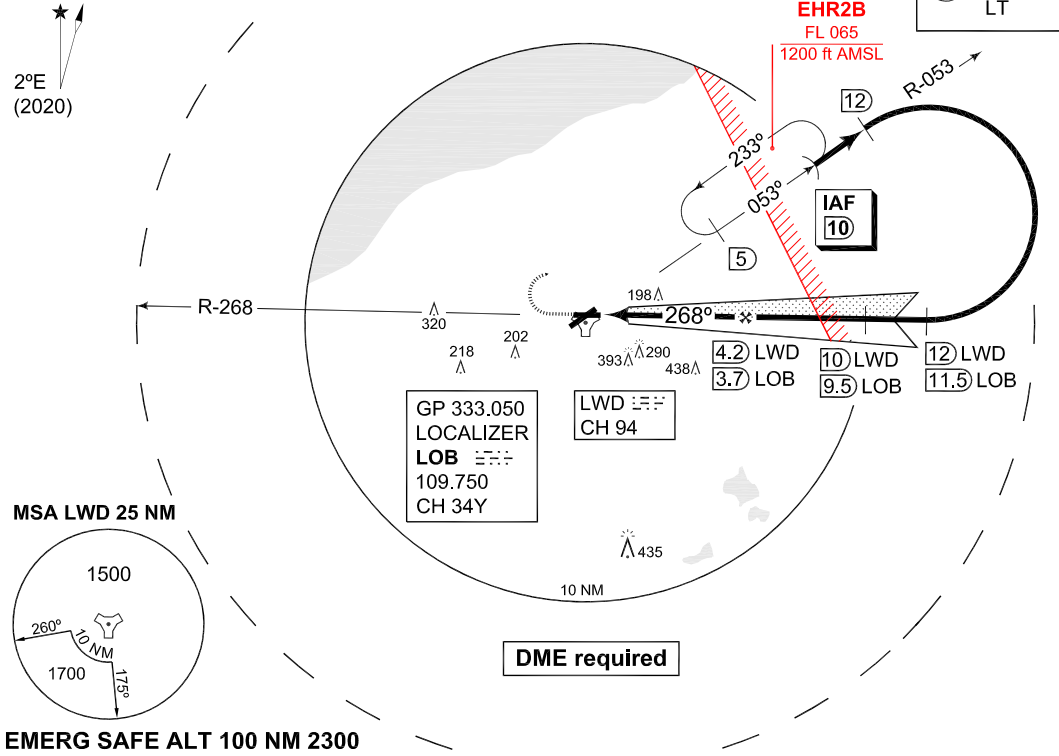 LT
EHR2B
FL 065
1200 ft AMSL
2ºE
(2020)
R-053
12
233º
053º
IAF
10
5
R-268
320
198
268º
202
218
393
290
438
4.2 LWD
3.7 LOB
10 LWD
9.5 LOB
12 LWD
11.5 LOB
GP 333.050
LOCALIZER
LOB
109.750
CH 34Y
LWD
CH 94
435
10 NM
MSA LWD 25 NM
1500
260º
10 NM
1700
175º
DME required
EMERG SAFE ALT 100 NM 2300